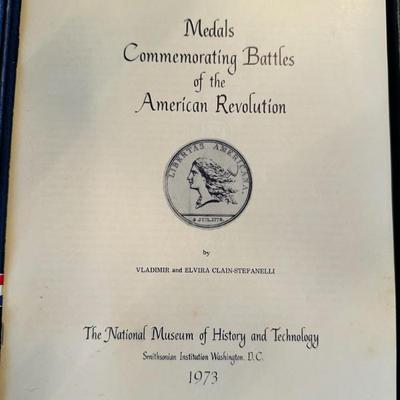 Medals
Commemorating Battles
of the
American Revolution
LIBERTAS AMERICANA.
4 JUIL. 1776.
by
VLADIMIR and ELVIRA CLAIN-STEFANELLI
The National Museum of History and Technology
Smithsonian Institution Washington, D.C.
1973